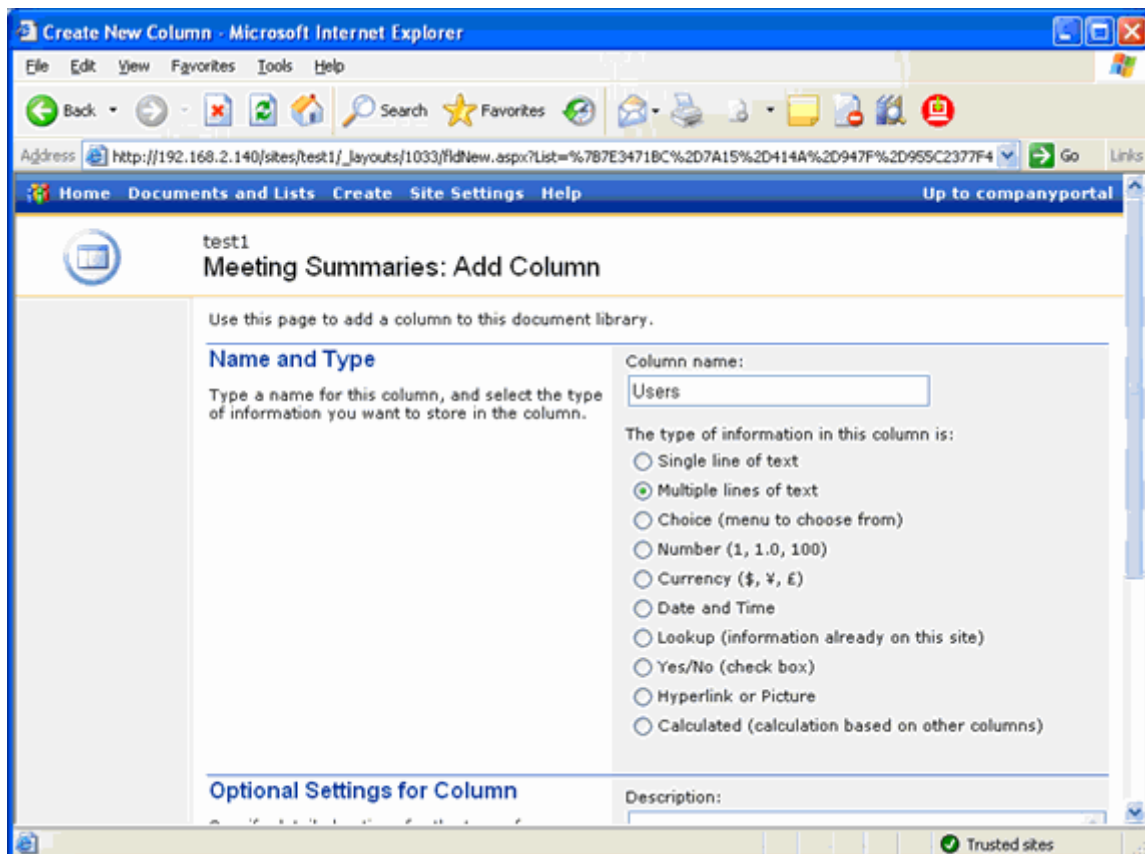 Create New Column - Microsoft Internet Explorer
File Edit View Favorites Tools Help
Back Search Favorites
Address http://192.168.2.140/sites/test1/_layouts/1033/fldNew.aspx?List=%7B7E3471BC%2D7A15%2D414A%2D947F%2D955C2377F4 Go Links
Home Documents and Lists Create Site Settings Help Up to companyportal
test1
Meeting Summaries: Add Column
Use this page to add a column to this document library.
Name and Type
Type a name for this column, and select the type
of information you want to store in the column.
Column name:
Users
The type of information in this column is:
Single line of text
Multiple lines of text
Choice (menu to choose from)
Number (1, 1.0, 100)
Currency ($, ¥, £)
Date and Time
Lookup (information already on this site)
Yes/No (check box)
Hyperlink or Picture
Calculated (calculation based on other columns)
Optional Settings for Column
Description:
Trusted sites